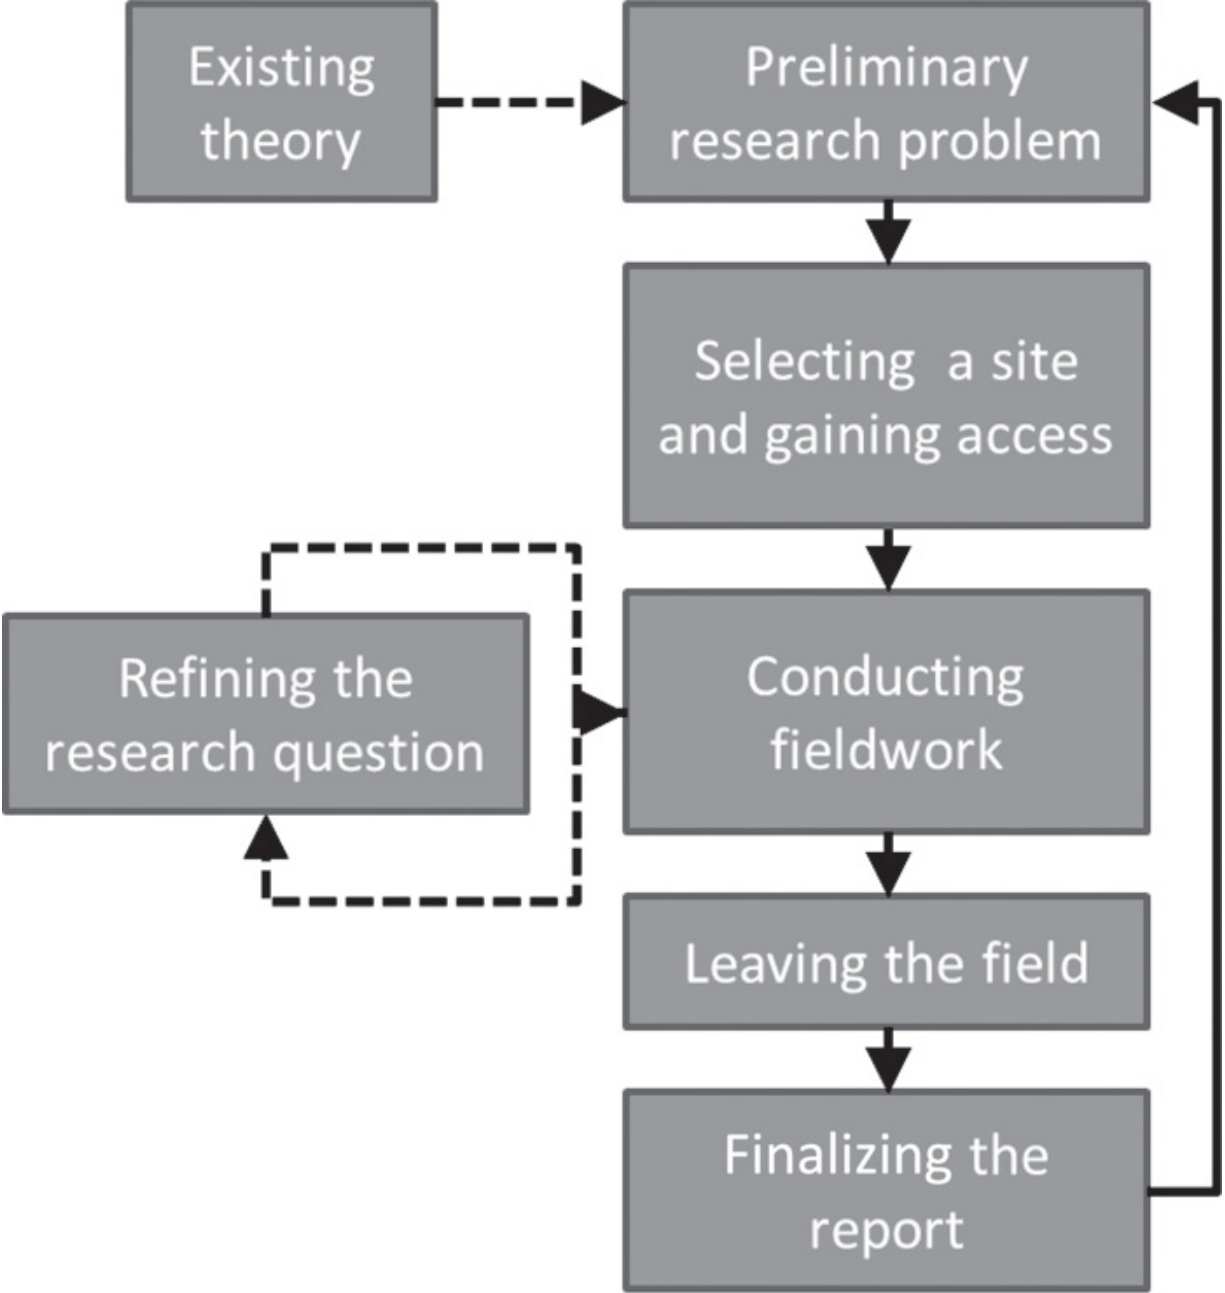 Existing
theory
Preliminary
research problem
Selecting  a site
and gaining access
Refining the
research question
Conducting
fieldwork
Leaving the field
Finalizing the
report